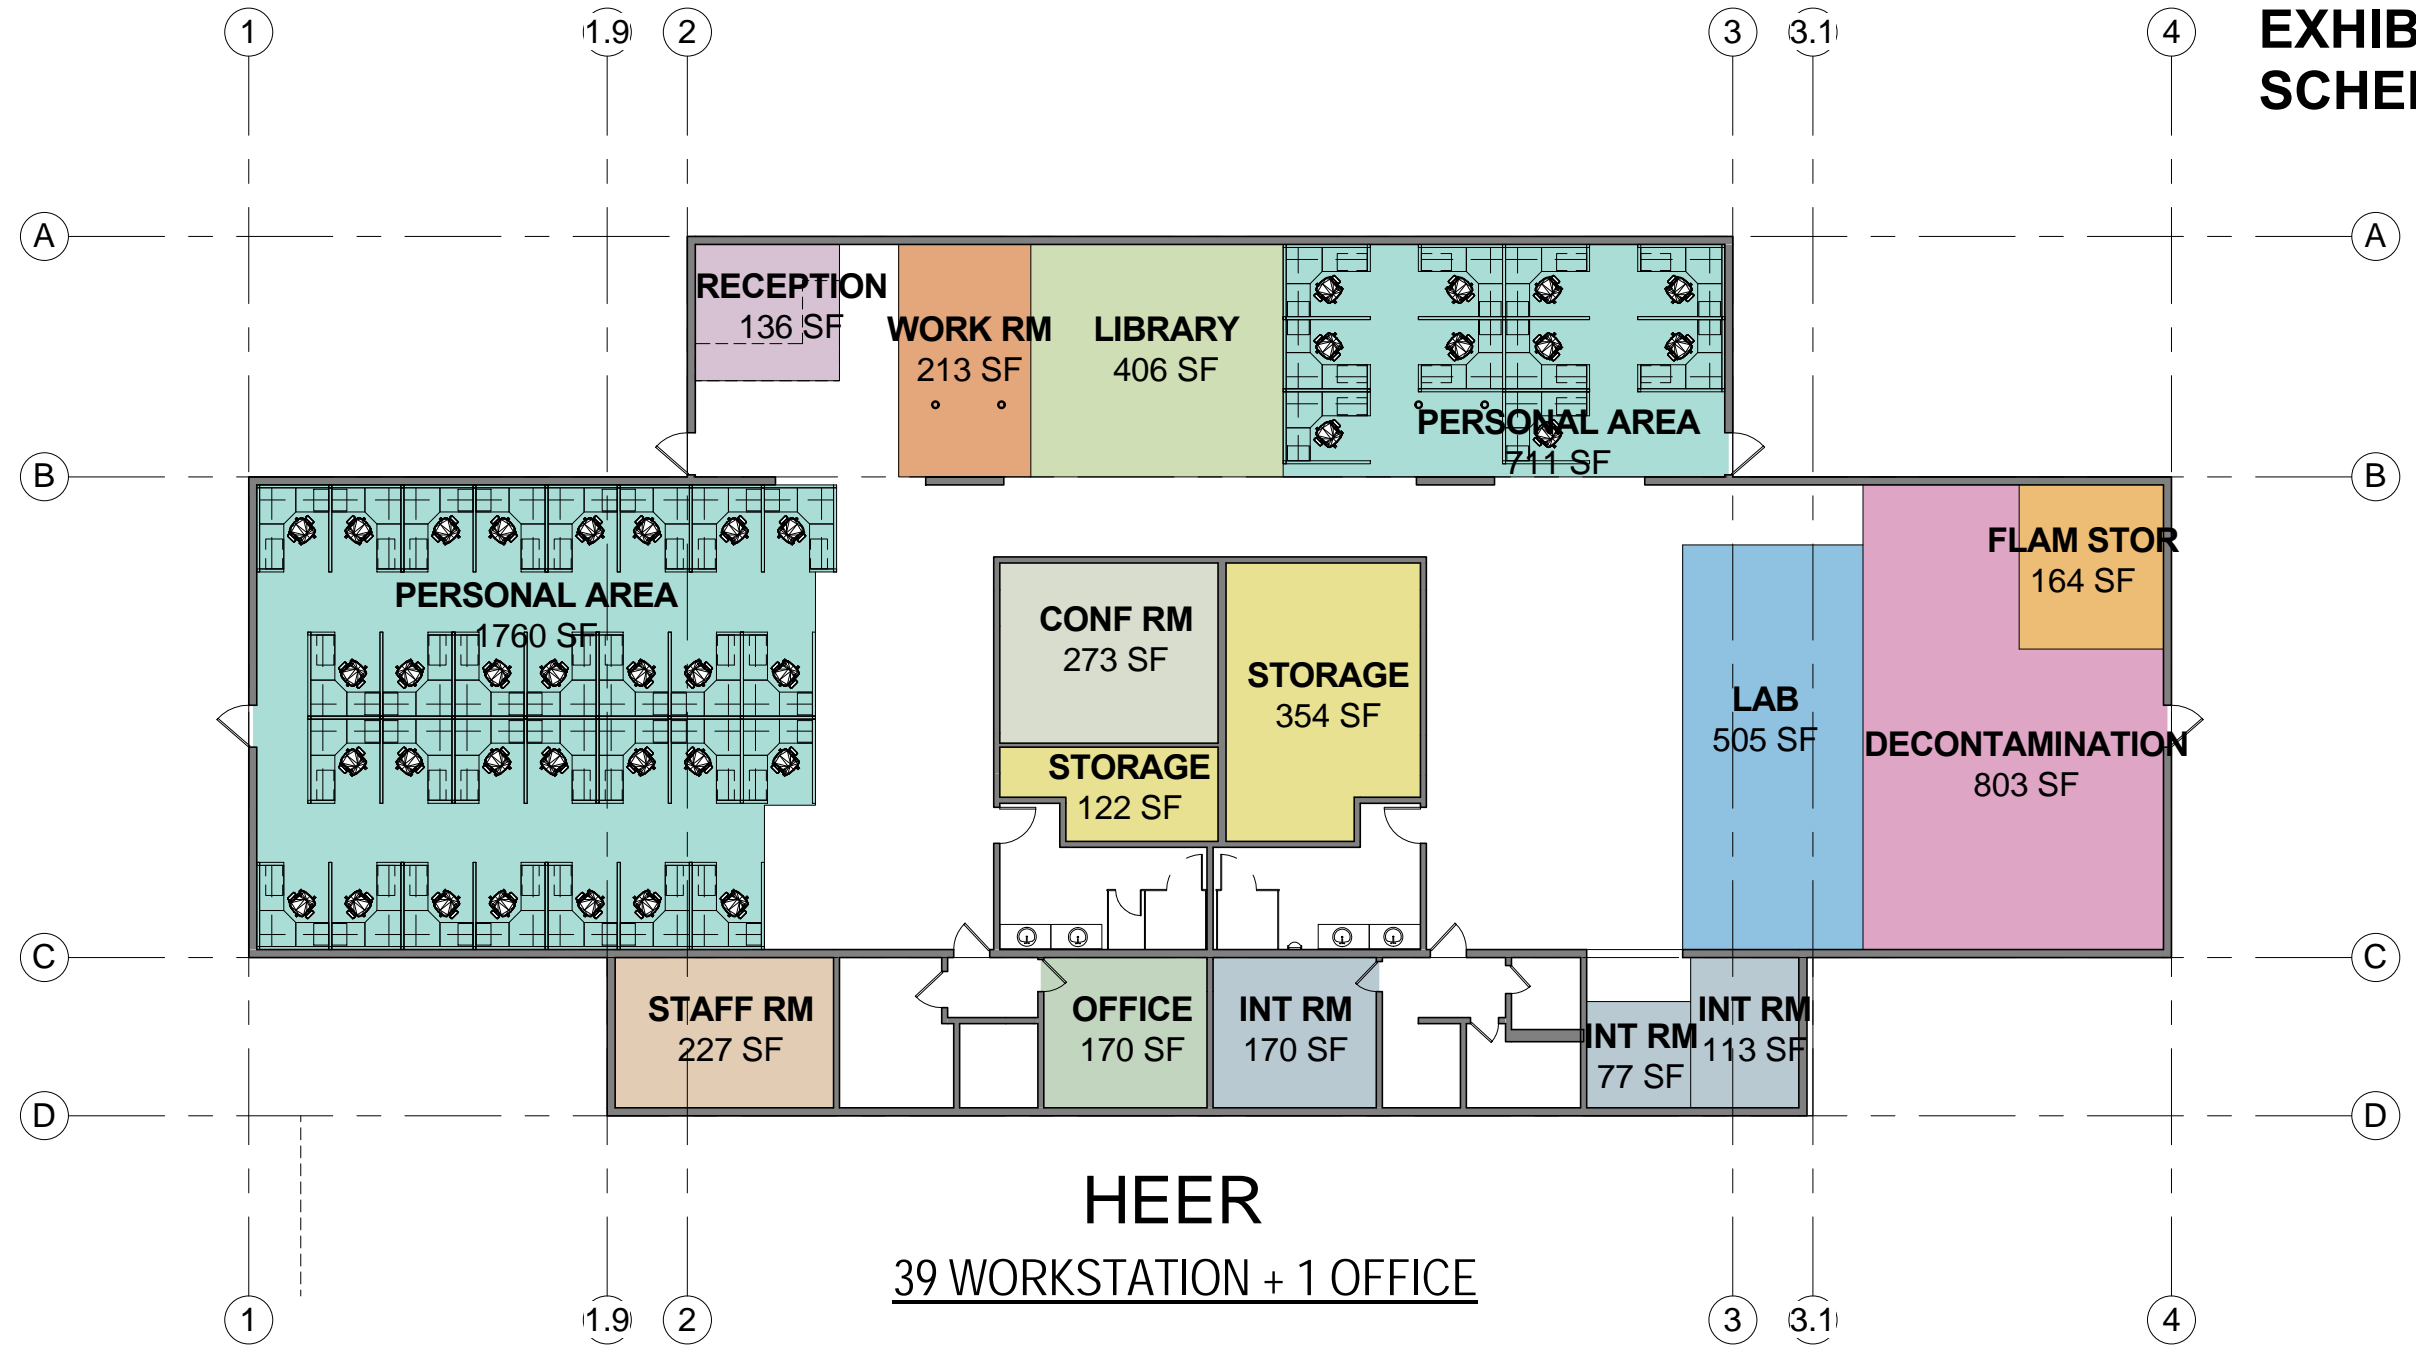 1 1.9 2 3 3.1 4
EXHIB
SCHE
A A
RECEPTION
136 SF
WORK RM
213 SF
LIBRARY
406 SF
PERSONAL AREA
711 SF
B B
PERSONAL AREA
1760 SF
CONF RM
273 SF
STORAGE
354 SF
STORAGE
122 SF
LAB
505 SF
FLAM STOR
164 SF
DECONTAMINATION
803 SF
C C
STAFF RM
227 SF
OFFICE
170 SF
INT RM
170 SF
INT RM
77 SF
INT RM
113 SF
D D
HEER
39 WORKSTATION + 1 OFFICE
1 1.9 2 3 3.1 4